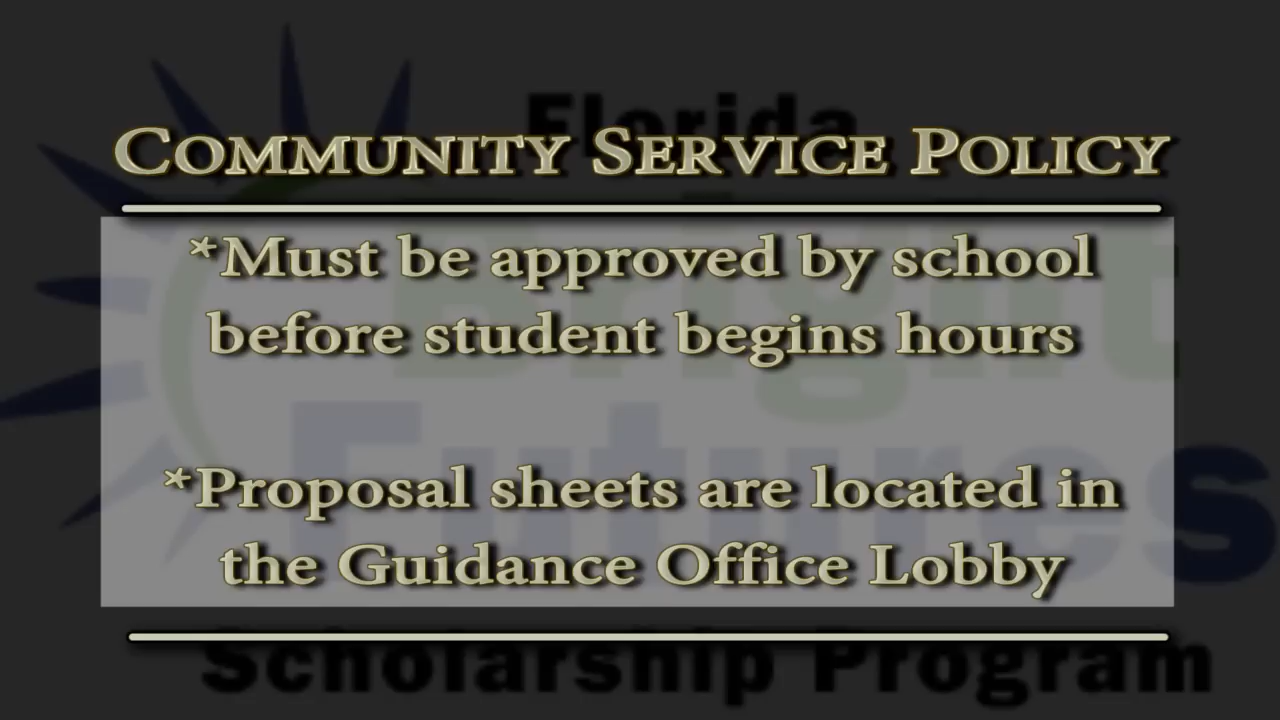 Florida
COMMUNITY SERVICE POLICY
*Must be approved by school
before student begins hours
Bright
Futures
*Proposal sheets are located in
the Guidance Office Lobby
Scholarship Program